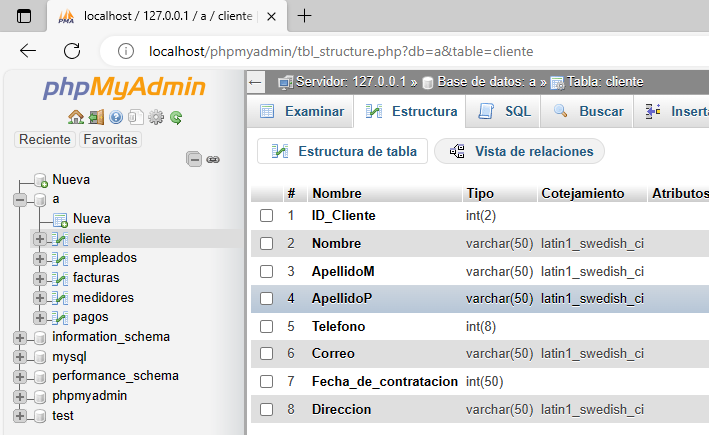 localhost / 127.0.0.1 / a / cliente |
localhost/phpmyadmin/tbl_structure.php?db=a&table=cliente
phpMyAdmin
Reciente Favoritas
Nueva
a
Nueva
cliente
empleados
facturas
medidores
pagos
information_schema
mysql
performance_schema
phpmyadmin
test
Servidor: 127.0.0.1 » Base de datos: a » Tabla: cliente
Examinar Estructura SQL Buscar Inserta
Estructura de tabla Vista de relaciones
# Nombre Tipo Cotejamiento Atributos
1 ID_Cliente int(2)
2 Nombre varchar(50) latin1_swedish_ci
3 ApellidoM varchar(50) latin1_swedish_ci
4 ApellidoP varchar(50) latin1_swedish_ci
5 Telefono int(8)
6 Correo varchar(50) latin1_swedish_ci
7 Fecha_de_contratacion int(50)
8 Direccion varchar(50) latin1_swedish_ci